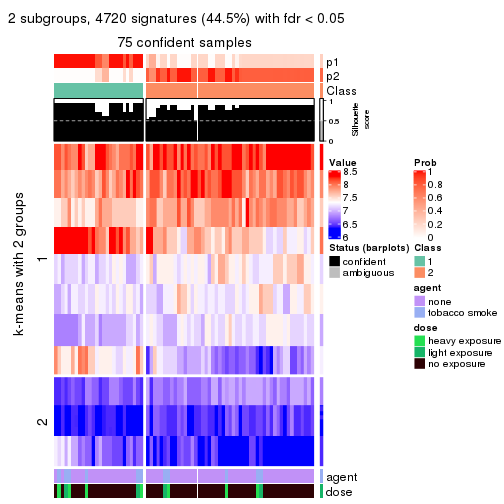 2 subgroups, 4720 signatures (44.5%) with fdr < 0.05
75 confident samples
p1
p2
Class
1
0.5
0
Silhouette
score
k-means with 2 groups
1
2
Value
8.5
8
7.5
7
6.5
6
Prob
1
0.8
0.6
0.4
0.2
0
Status (barplots)
confident
ambiguous
Class
1
2
agent
none
tobacco smoke
dose
heavy exposure
light exposure
no exposure
agent
dose